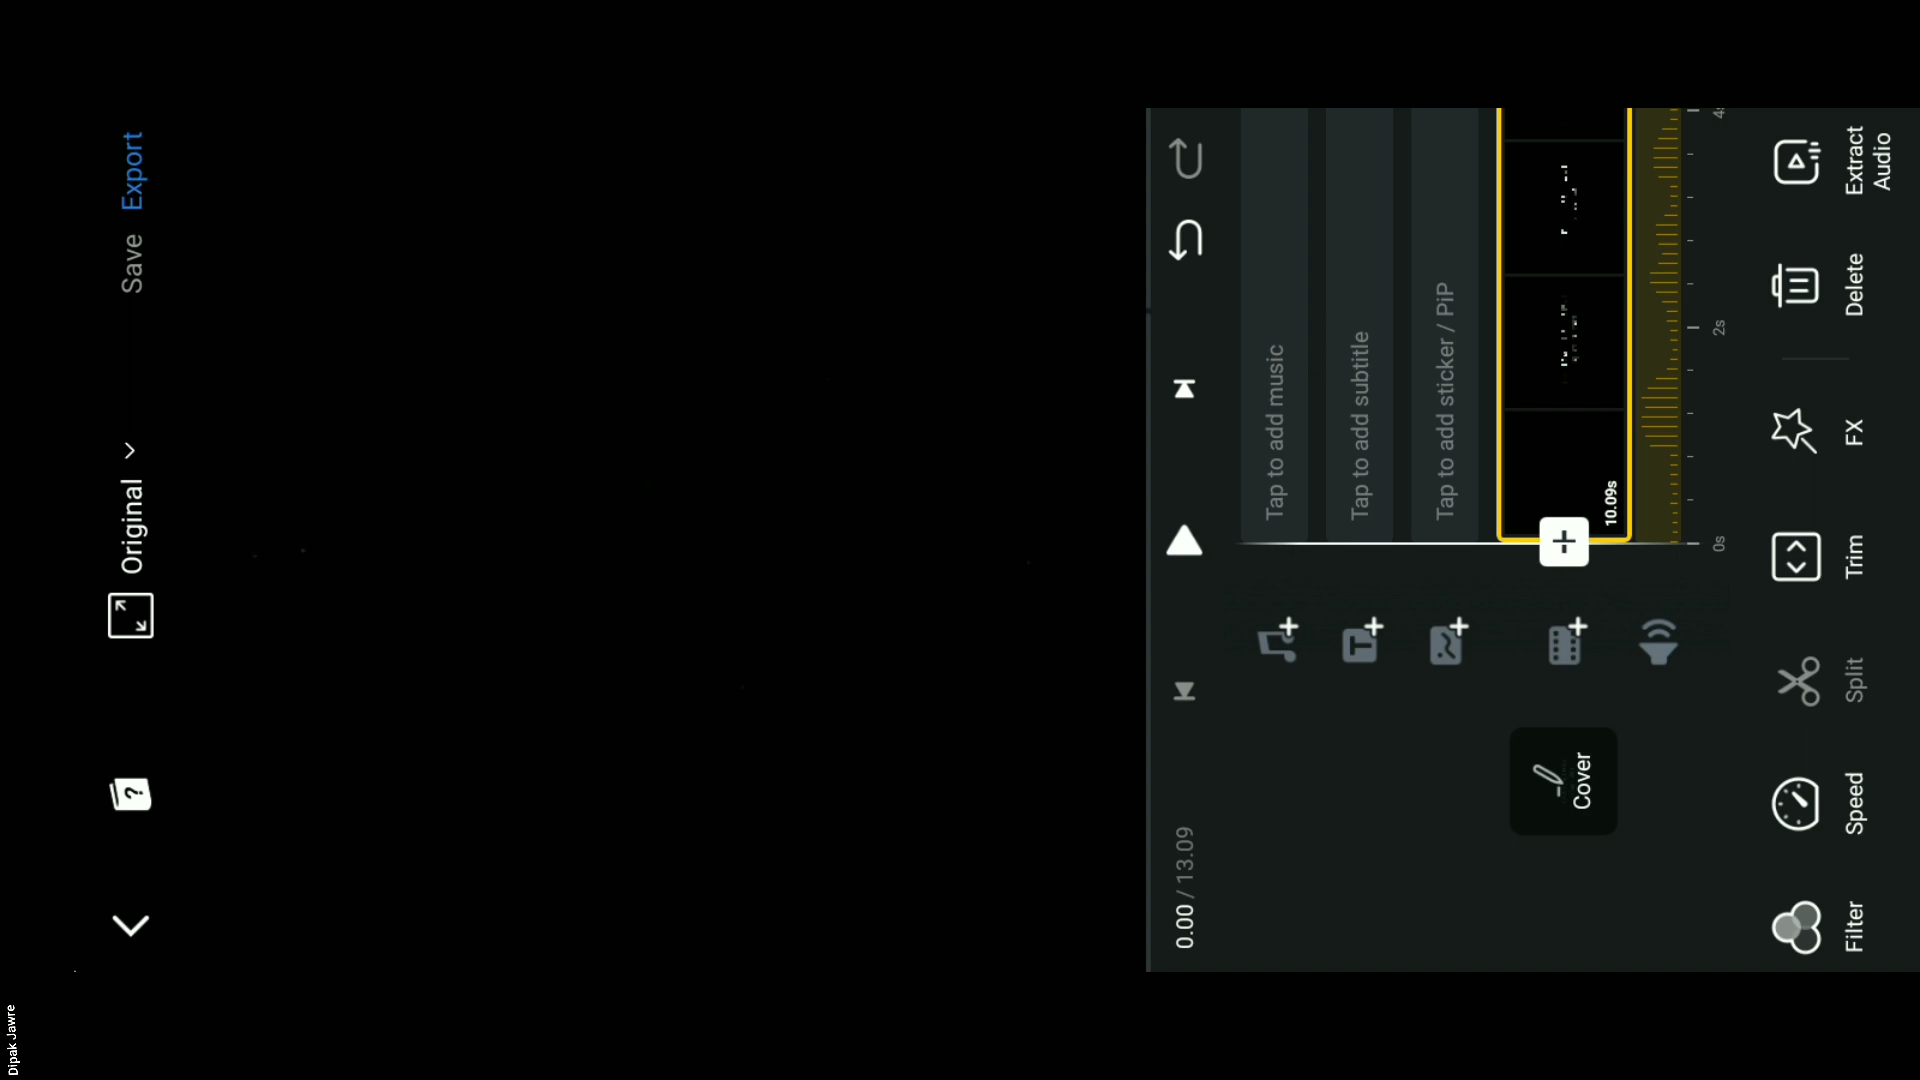 Original
Save
Export
0.00 / 13.09
Tap to add music
Tap to add subtitle
Tap to add sticker / PiP
Cover
10.09s
0s
2s
4s
Filter
Speed
Split
Trim
FX
Delete
Extract
Audio
Dipak Jawre